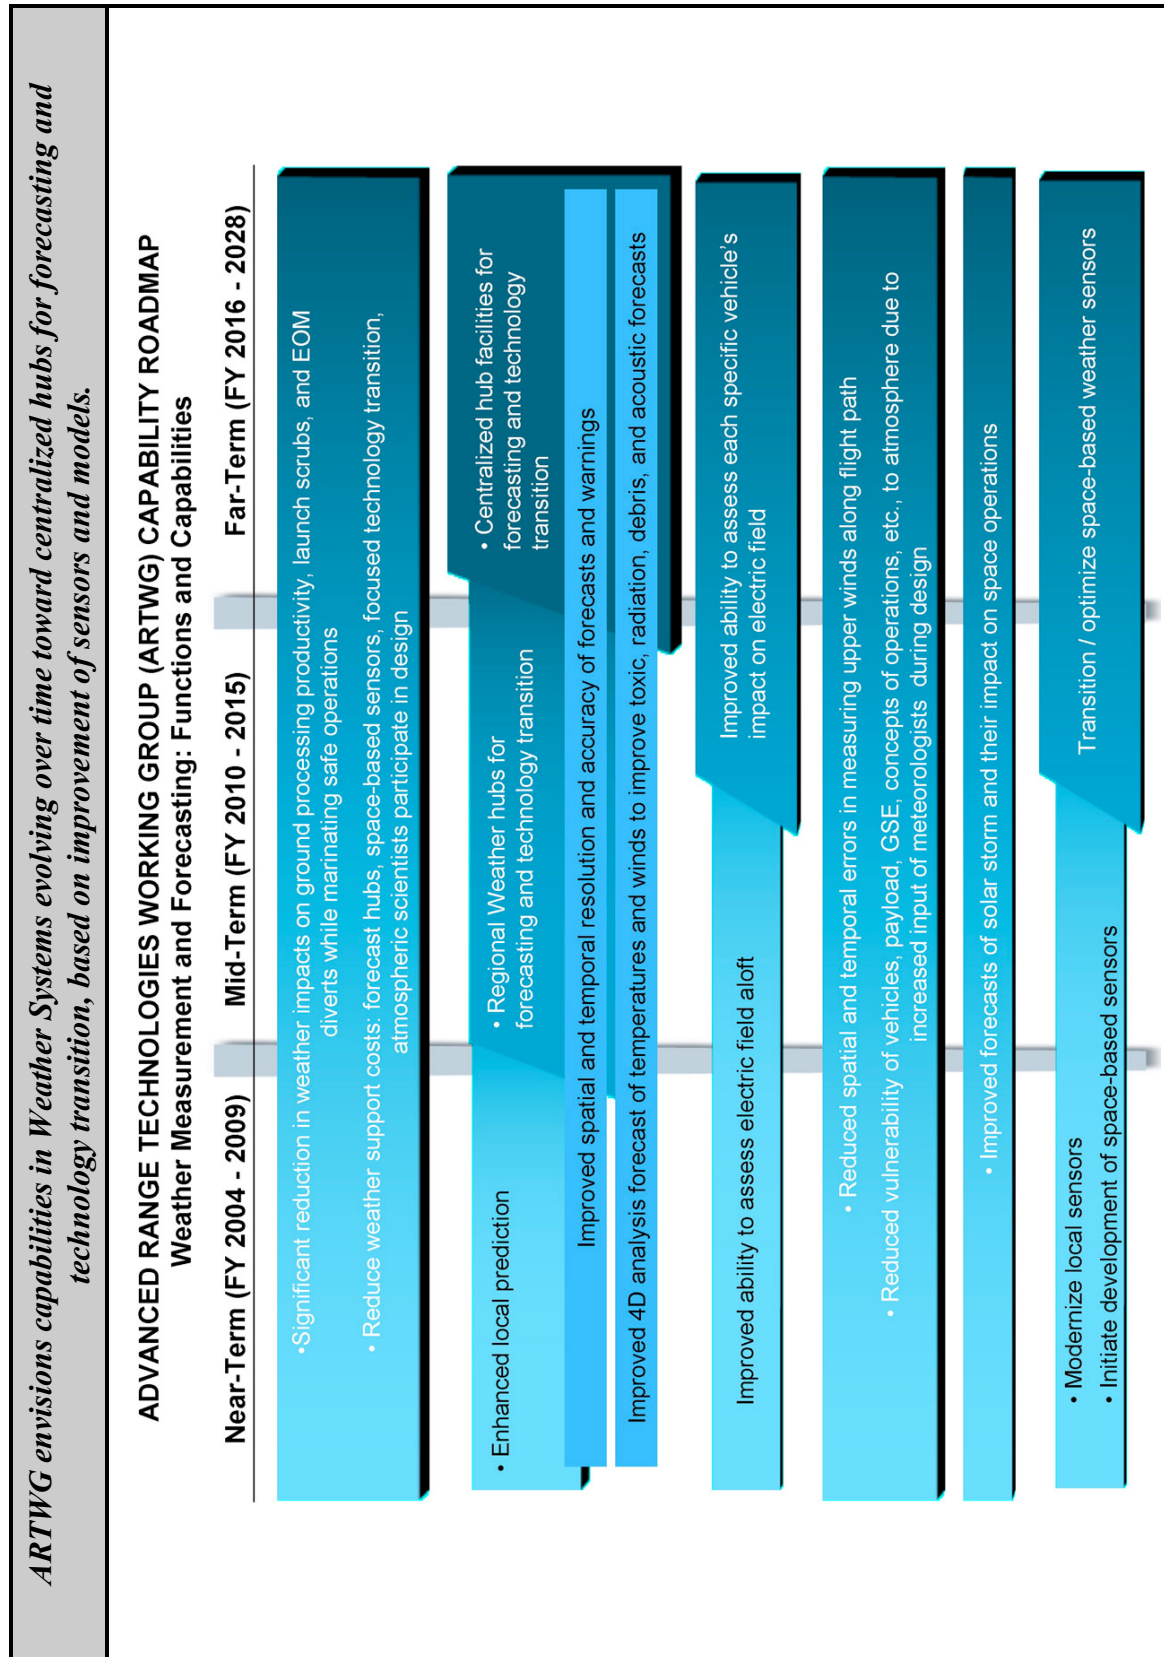 ARTWG envisions capabilities in Weather Systems evolving over time toward centralized hubs for forecasting and
technology transition, based on improvement of sensors and models.
ADVANCED RANGE TECHNOLOGIES WORKING GROUP (ARTWG) CAPABILITY ROADMAP
Weather Measurement and Forecasting: Functions and Capabilities
Near-Term (FY 2004 - 2009)
Mid-Term (FY 2010 - 2015)
Far-Term (FY 2016 - 2028)
•Significant reduction in weather impacts on ground processing productivity, launch scrubs, and EOM
diverts while marinating safe operations
• Reduce weather support costs: forecast hubs, space-based sensors, focused technology transition,
atmospheric scientists participate in design
• Enhanced local prediction
• Regional Weather hubs for
forecasting and technology transition
• Centralized hub facilities for
forecasting and technology
transition
Improved spatial and temporal resolution and accuracy of forecasts and warnings
Improved 4D analysis forecast of temperatures and winds to improve toxic, radiation, debris, and acoustic forecasts
Improved ability to assess electric field aloft
Improved ability to assess each specific vehicle's
impact on electric field
• Reduced spatial and temporal errors in measuring upper winds along flight path
• Reduced vulnerability of vehicles, payload, GSE, concepts of operations, etc., to atmosphere due to
increased input of meteorologists during design
• Improved forecasts of solar storm and their impact on space operations
• Modernize local sensors
• Initiate development of space-based sensors
Transition / optimize space-based weather sensors